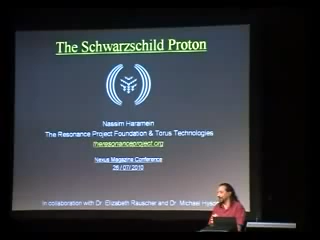 The Schwarzschild Proton
Nassim Haramein
The Resonance Project Foundation & Torus Technologies
theresonanceproject.org
Nexus Magazine Conference
26 / 07/ 2010
In collaboration with Dr. Elizabeth Rauscher and Dr. Michael